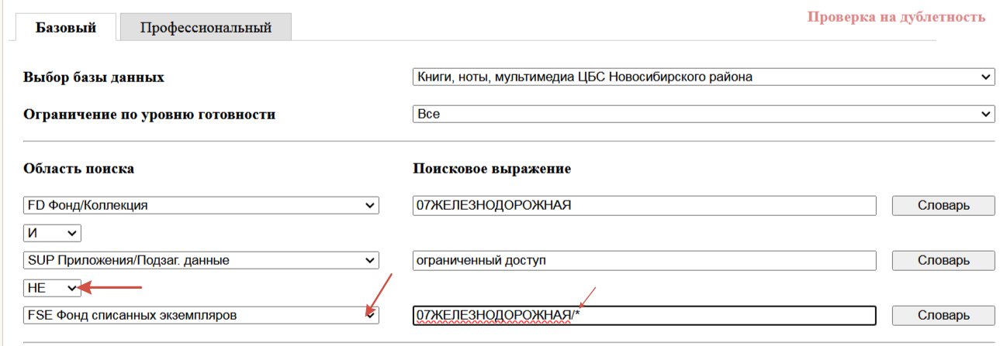 Проверка на дублетность
Базовый Профессиональный
Выбор базы данных Книги, ноты, мультимедиа ЦБС Новосибирского района
Ограничение по уровню готовности Все
Область поиска Поисковое выражение
FD Фонд/Коллекция 07ЖЕЛЕЗНОДОРОЖНАЯ Словарь
И
SUP Приложения/Подзаг. данные ограниченный доступ Словарь
НЕ
FSE Фонд списанных экземпляров 07ЖЕЛЕЗНОДОРОЖНАЯ/* Словарь